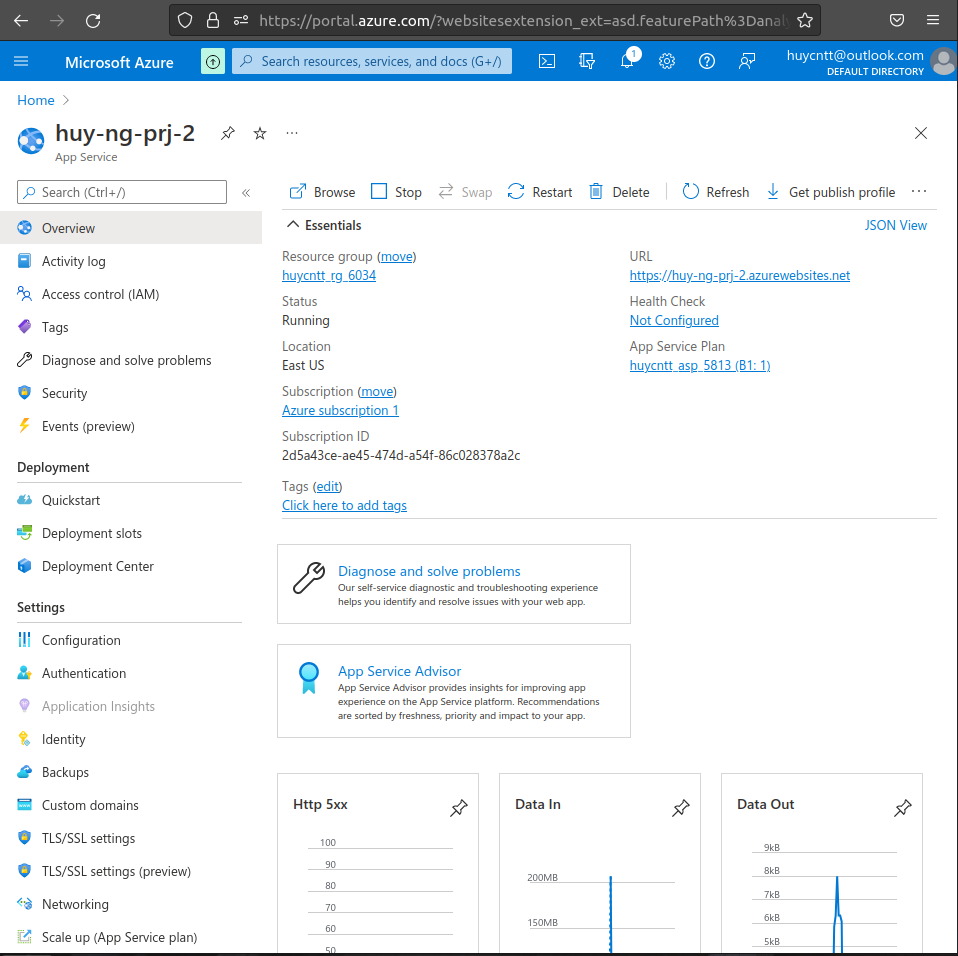 https://portal.azure.com/?websitesextension_ext=asd.featurePath%3Danaly
Microsoft Azure
Search resources, services, and docs (G+/)
1
huycntt@outlook.com
DEFAULT DIRECTORY
Home
huy-ng-prj-2
App Service
Search (Ctrl+/)
Overview
Activity log
Access control (IAM)
Tags
Diagnose and solve problems
Security
Events (preview)
Deployment
Quickstart
Deployment slots
Deployment Center
Settings
Configuration
Authentication
Application Insights
Identity
Backups
Custom domains
TLS/SSL settings
TLS/SSL settings (preview)
Networking
Scale up (App Service plan)
Browse
Stop
Swap
Restart
Delete
Refresh
Get publish profile
Essentials
JSON View
Resource group (move)
huycntt_rg_6034
Status
Running
Location
East US
Subscription (move)
Azure subscription 1
Subscription ID
2d5a43ce-ae45-474d-a54f-86c028378a2c
Tags (edit)
Click here to add tags
URL
https://huy-ng-prj-2.azurewebsites.net
Health Check
Not Configured
App Service Plan
huycntt_asp_5813 (B1: 1)
Diagnose and solve problems
Our self-service diagnostic and troubleshooting experience
helps you identify and resolve issues with your web app.
App Service Advisor
App Service Advisor provides insights for improving app
experience on the App Service platform. Recommendations
are sorted by freshness, priority and impact to your app.
Http 5xx
100
90
80
70
60
50
Data In
200MB
150MB
Data Out
9kB
8kB
7kB
6kB
5kB